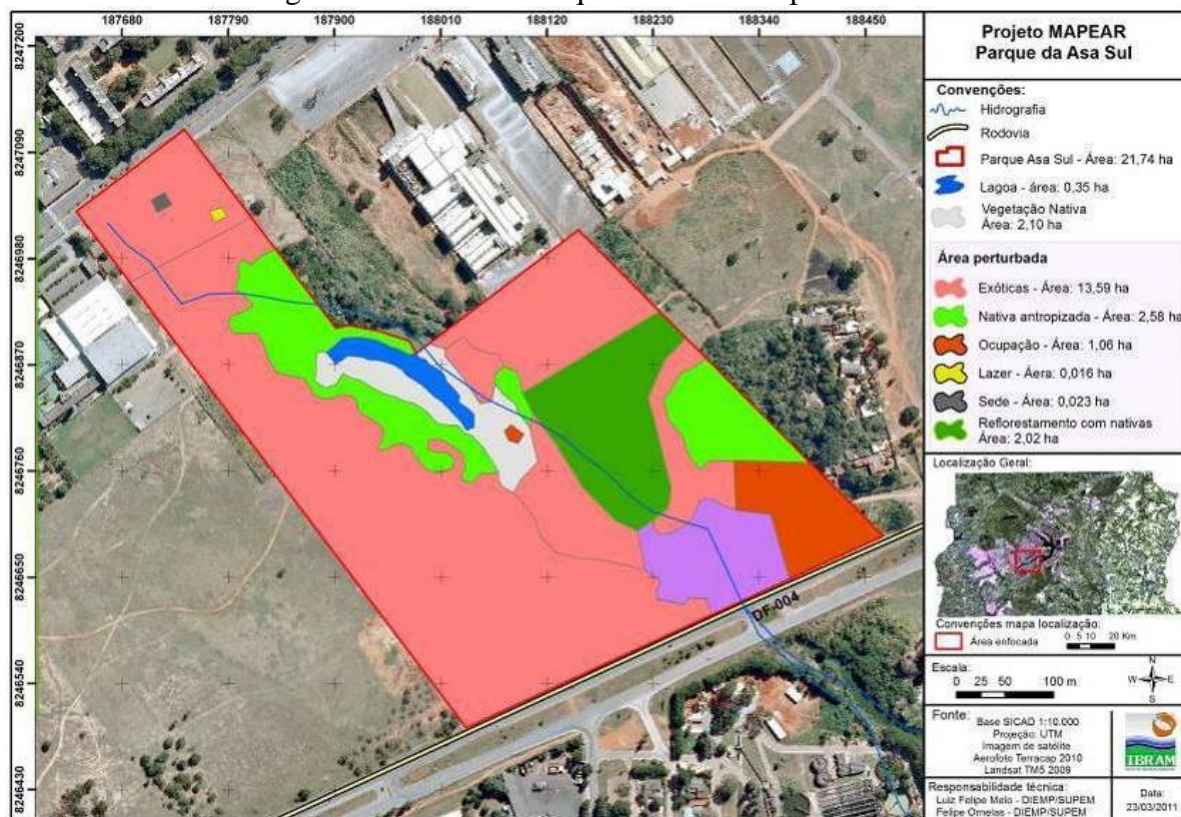 187680 187790 187900 188010 188120 188230 188340 188450
8247200
8247090
8246980
8246870
8246760
8246650
8246540
8246430
DF-004
Projeto MAPEAR
Parque da Asa Sul
Convenções:
Hidrografia
Rodovia
Parque Asa Sul - Área: 21,74 ha
Lagoa - área: 0,35 ha
Vegetação Nativa
Área: 2,10 ha
Área perturbada
Exóticas - Área: 13,59 ha
Nativa antropizada - Área: 2,58 ha
Ocupação - Área: 1,06 ha
Lazer - Aera: 0,016 ha
Sede - Área: 0,023 ha
Reflorestamento com nativas
Área: 2,02 ha
Localização Geral:
Convenções mapa localização:
Área enfocada
0 5 10 20 Km
Escala:
0 25 50 100 m
N
W E
S
Fonte:
Base SICAD 1:10.000
Projeção: UTM
Imagem de satélite
Aerofoto Terracap 2010
Landsat TM5 2009
IBRAM
Responsabilidade técnica:
Luiz Felipe Melo - DIEMP/SUPEM
Felipe Ornelas - DIEMP/SUPEM
Data:
23/03/2011